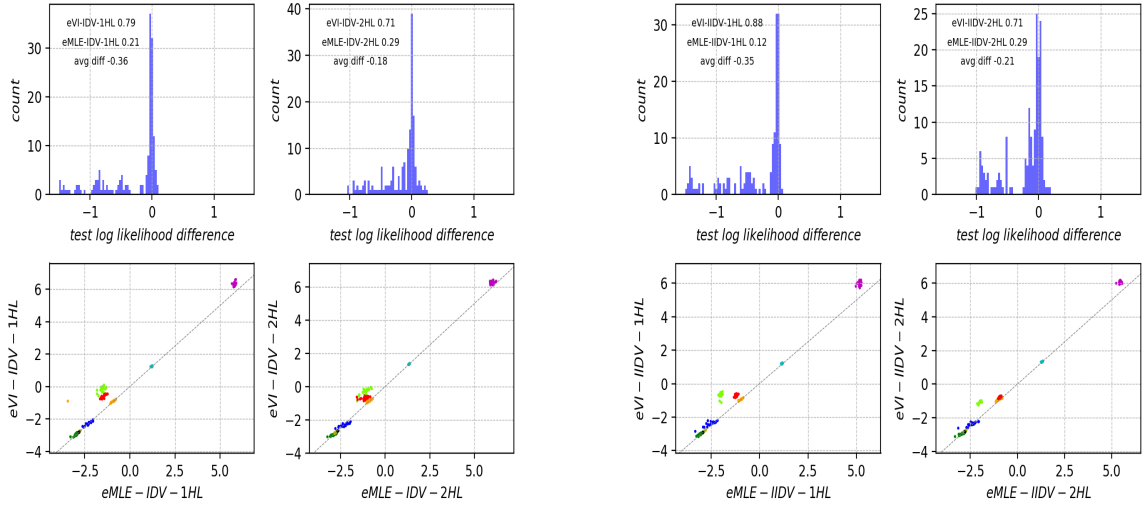 eVI-IDV-1HL 0.79
eMLE-IDV-1HL 0.21
avg diff -0.36
count
30
20
10
0
−1 0 1
test log likelihood difference
eVI-IDV-2HL 0.71
eMLE-IDV-2HL 0.29
avg diff -0.18
count
40
30
20
10
0
−1 0 1
test log likelihood difference
eVI-IIDV-1HL 0.88
eMLE-IIDV-1HL 0.12
avg diff -0.35
count
30
20
10
0
−1 0 1
test log likelihood difference
eVI-IIDV-2HL 0.71
eMLE-IIDV-2HL 0.29
avg diff -0.21
count
25
20
15
10
5
0
−1 0 1
test log likelihood difference
eVI − IDV − 1HL
6
4
2
0
−2
−4
−2.5 0.0 2.5 5.0
eMLE − IDV − 1HL
eVI − IDV − 2HL
6
4
2
0
−2
−4
−2.5 0.0 2.5 5.0
eMLE − IDV − 2HL
eVI − IIDV − 1HL
6
4
2
0
−2
−4
−2.5 0.0 2.5 5.0
eMLE − IIDV − 1HL
eVI − IIDV − 2HL
6
4
2
0
−2
−4
−2.5 0.0 2.5 5.0
eMLE − IIDV − 2HL